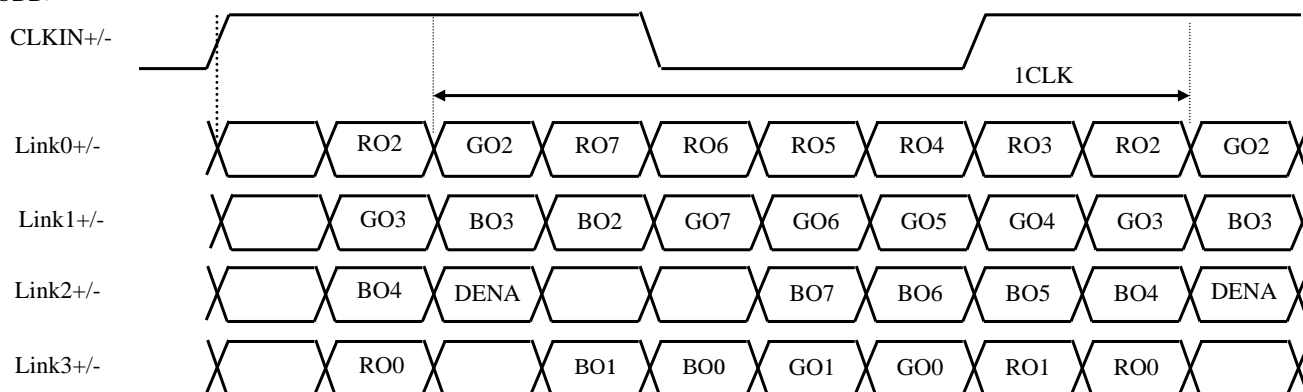 CLKIN+/-
1CLK
Link0+/- RO2 GO2 RO7 RO6 RO5 RO4 RO3 RO2 GO2
Link1+/- GO3 BO3 BO2 GO7 GO6 GO5 GO4 GO3 BO3
Link2+/- BO4 DENA BO7 BO6 BO5 BO4 DENA
Link3+/- RO0 BO1 BO0 GO1 GO0 RO1 RO0